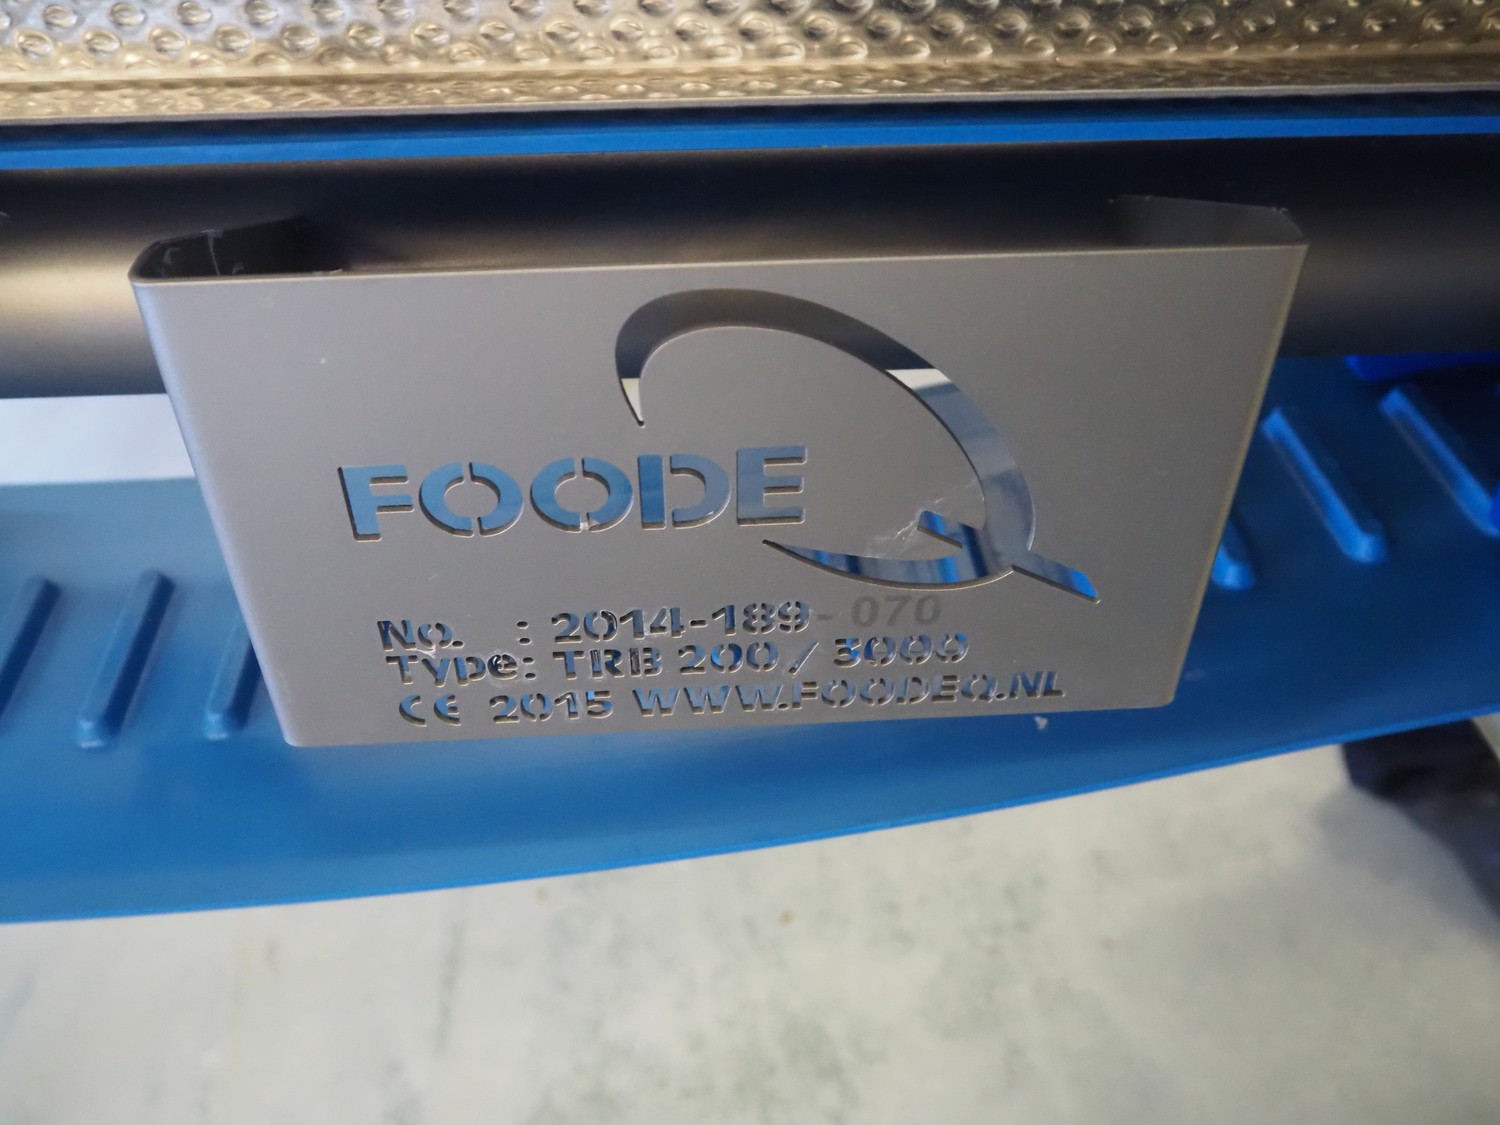 FOODEQ
No. : 2014-189-070
Type: TRB 200 / 3000
CE 2015 WWW.FOODEQ.NL